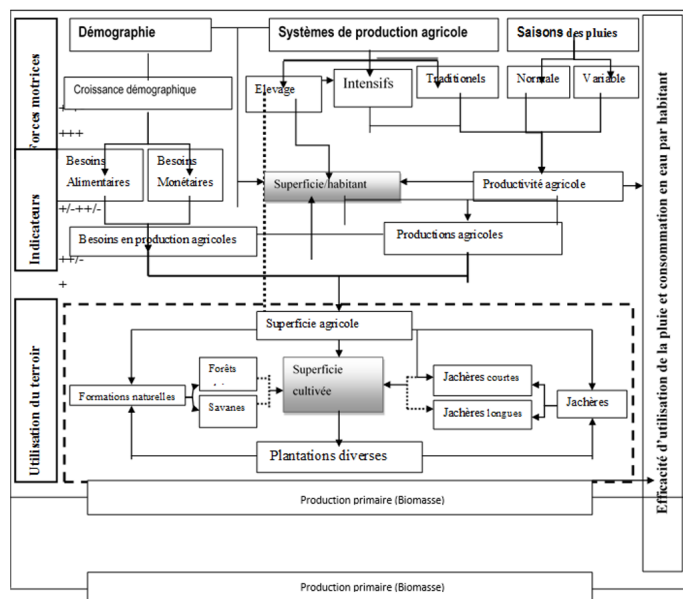 Démographie
Systèmes de production agricole
Saisons des pluies
Forces motrices
Croissance démographique
Elevage
Intensifs
Traditionels
Normale
Variable
+++
Indicateurs
Besoins
Alimentaires
Besoins
Monétaires
Superficie/habitant
Productivité agricole
+/-++/-
Besoins en production agricoles
Productions agricoles
++/-
+
Utilisation du terroir
Superficie agricole
Forêts
Superficie
cultivée
Jachères courtes
Formations naturelles
Savanes
Jachères longues
Jachères
Plantations diverses
Production primaire (Biomasse)
Production primaire (Biomasse)
Efficacité d’utilisation de la pluie et consommation en eau par habitant